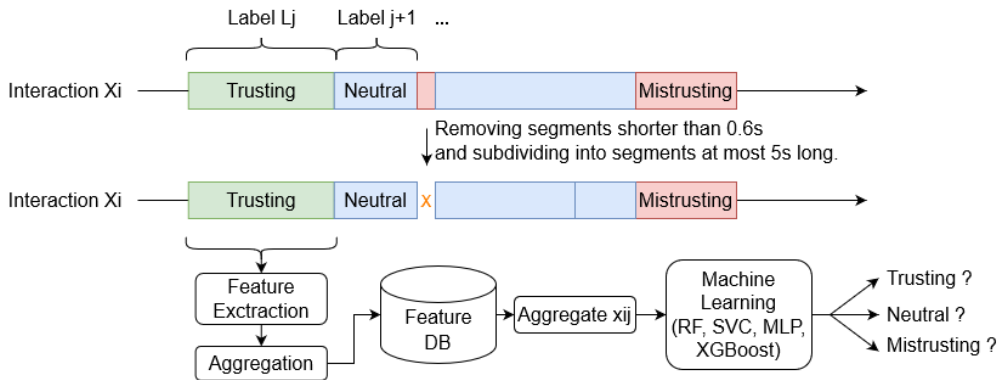 Label Lj
Label j+1
...
Interaction Xi
Trusting
Neutral
Mistrusting
Removing segments shorter than 0.6s
and subdividing into segments at most 5s long.
Interaction Xi
Trusting
Neutral
X
Mistrusting
Feature
Exctraction
Aggregation
Feature
DB
Aggregate xij
Machine
Learning
(RF, SVC, MLP,
XGBoost)
Trusting ?
Neutral ?
Mistrusting ?